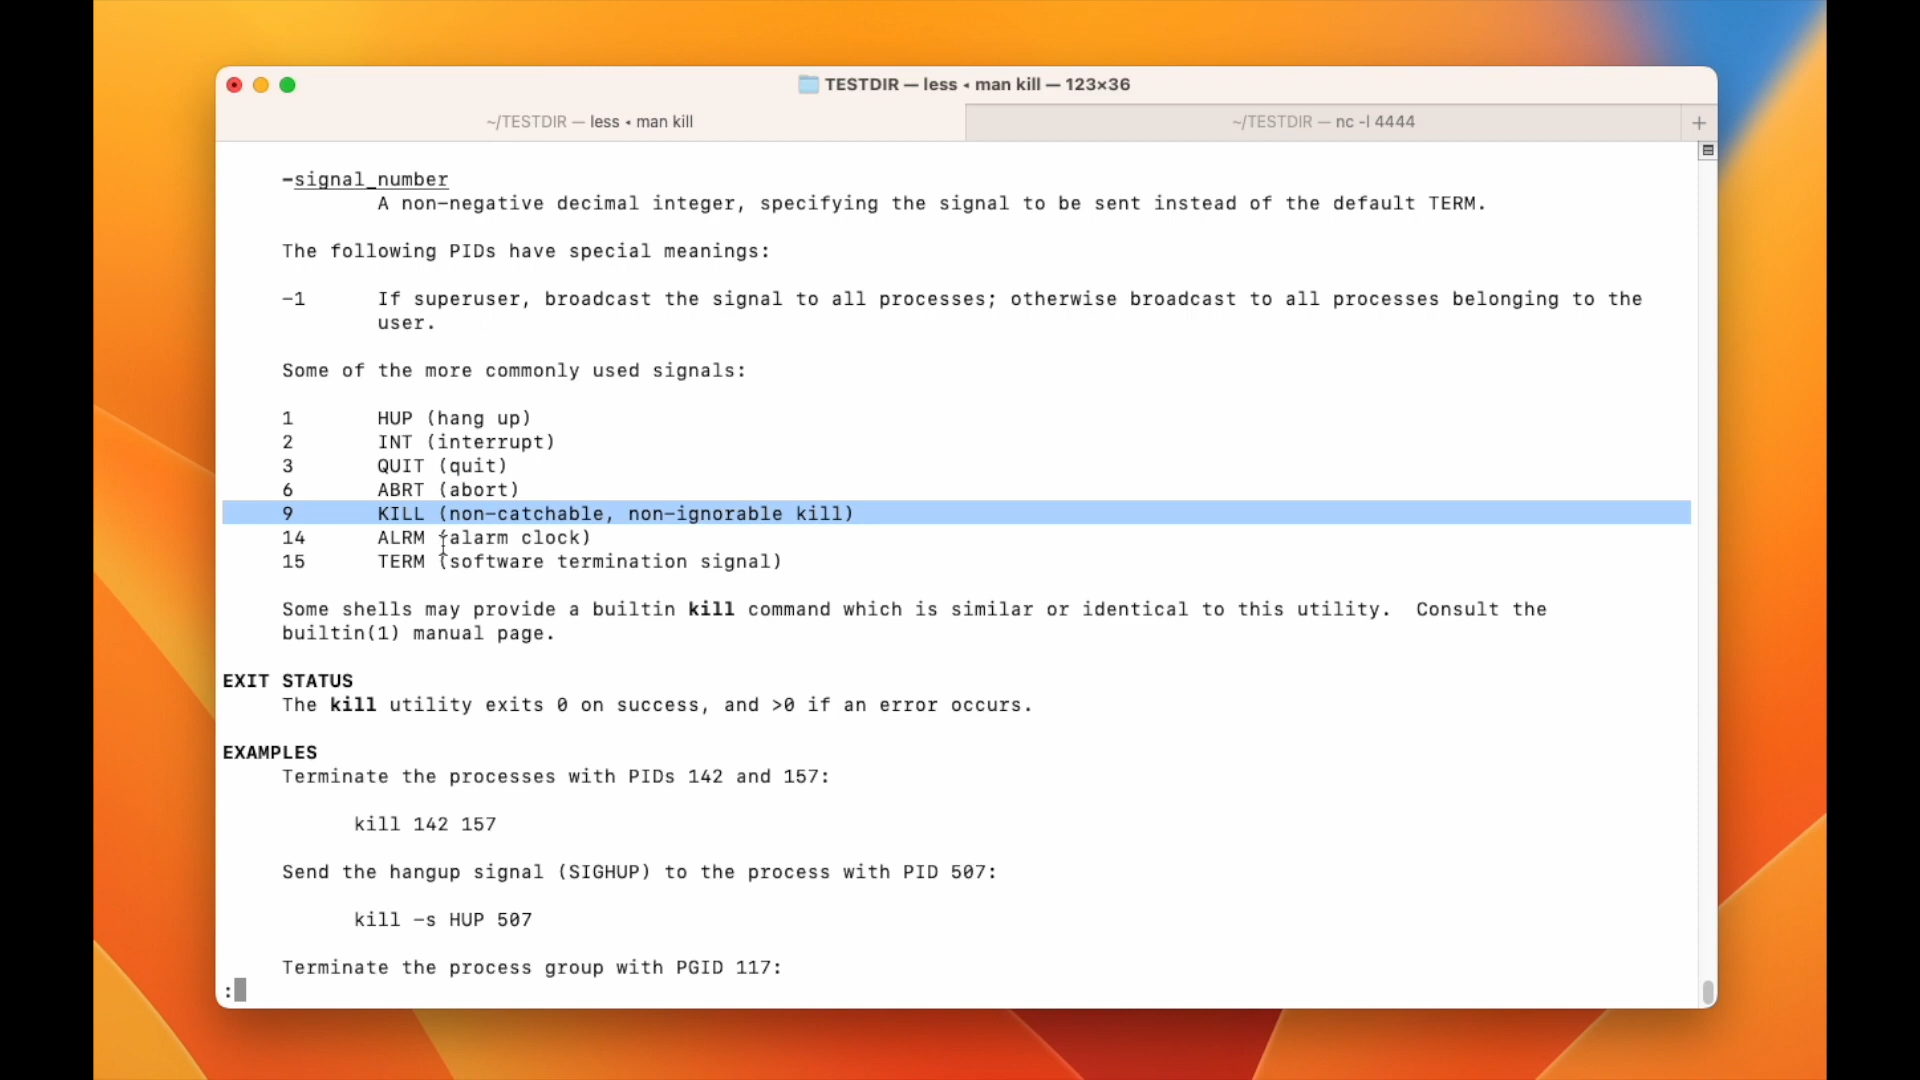 TESTDIR — less ◂ man kill — 123×36
~/TESTDIR — less ◂ man kill
~/TESTDIR — nc -l 4444
+
-signal_number
A non-negative decimal integer, specifying the signal to be sent instead of the default TERM.
The following PIDs have special meanings:
-1 If superuser, broadcast the signal to all processes; otherwise broadcast to all processes belonging to the
user.
Some of the more commonly used signals:
1 HUP (hang up)
2 INT (interrupt)
3 QUIT (quit)
6 ABRT (abort)
9 KILL (non-catchable, non-ignorable kill)
14 ALRM (alarm clock)
15 TERM (software termination signal)
Some shells may provide a builtin kill command which is similar or identical to this utility.  Consult the
builtin(1) manual page.
EXIT STATUS
The kill utility exits 0 on success, and >0 if an error occurs.
EXAMPLES
Terminate the processes with PIDs 142 and 157:
kill 142 157
Send the hangup signal (SIGHUP) to the process with PID 507:
kill -s HUP 507
Terminate the process group with PGID 117:
: